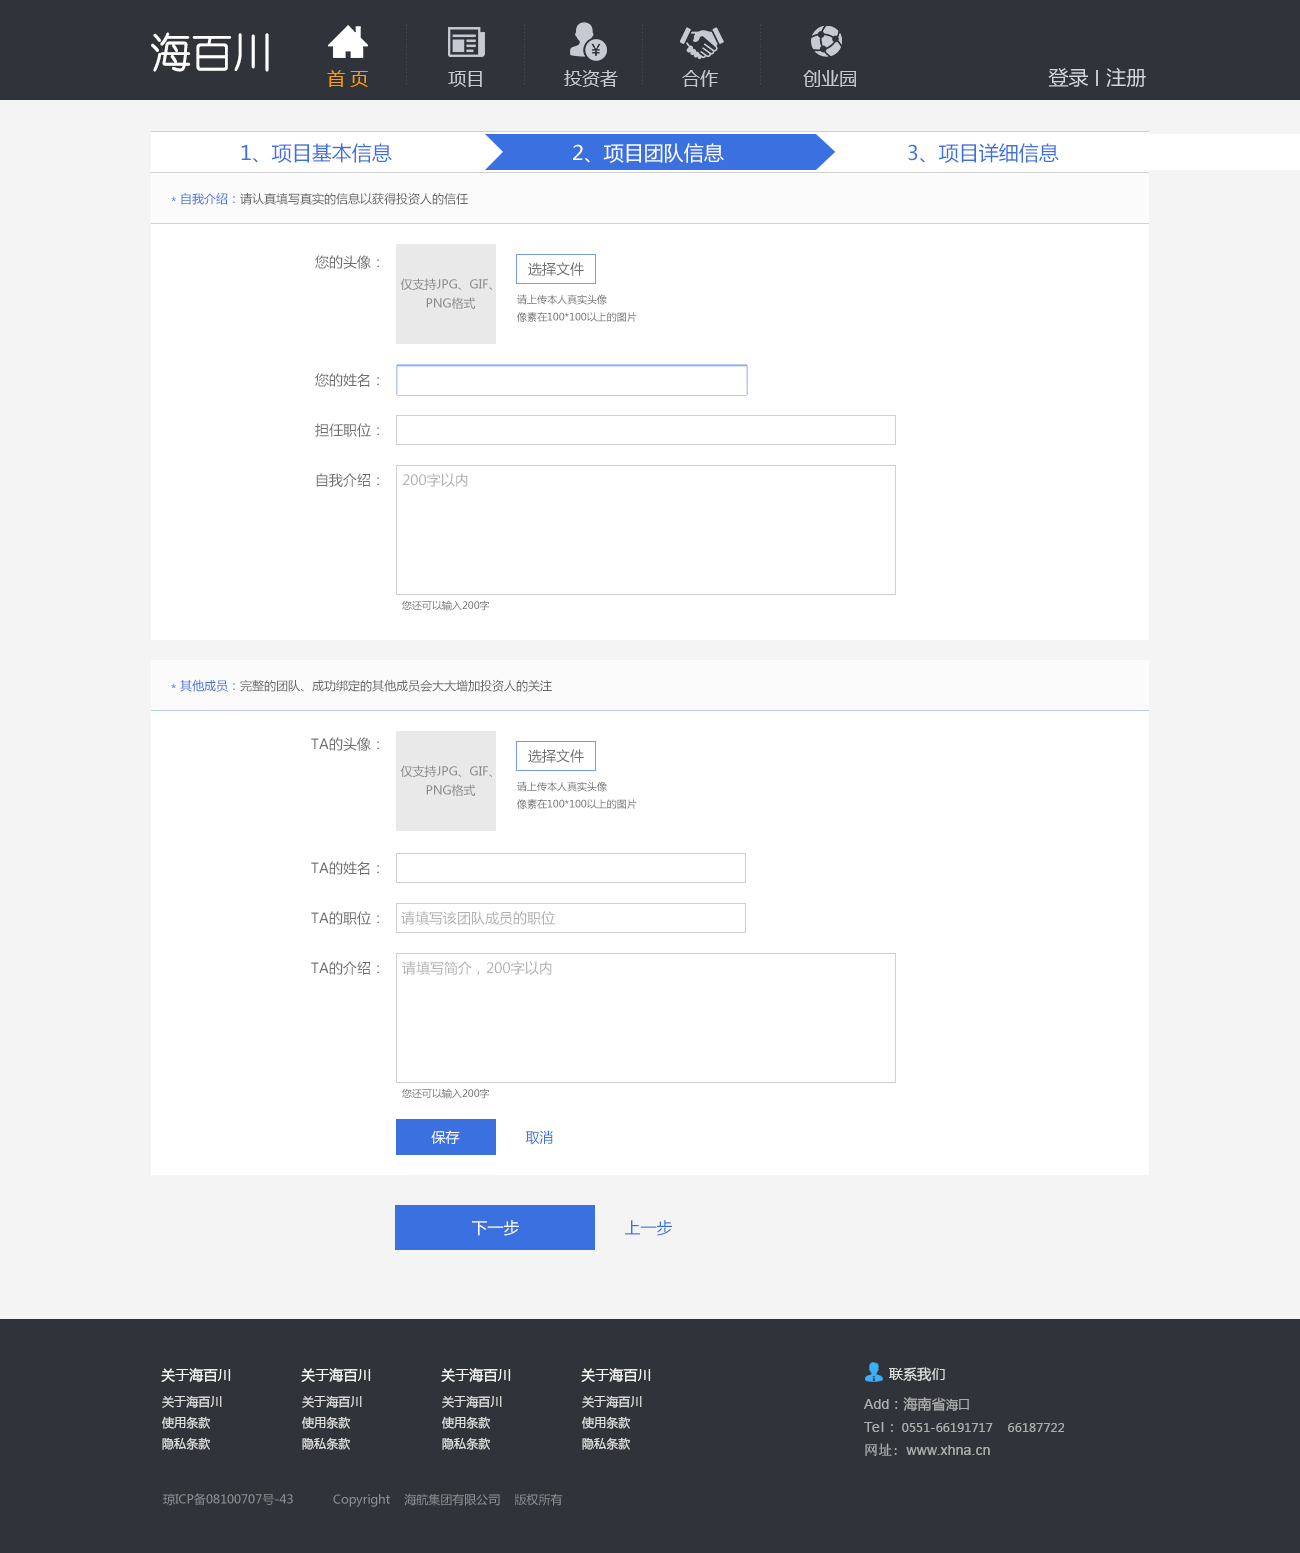 海百川
首 页
项目
投资者
合作
创业园
登录 | 注册
1、项目基本信息
2、项目团队信息
3、项目详细信息
* 自我介绍：请认真填写真实的信息以获得投资人的信任
您的头像：
仅支持JPG、GIF、
PNG格式
选择文件
请上传本人真实头像
像素在100*100以上的图片
您的姓名：
担任职位：
自我介绍：
200字以内
您还可以输入200字
* 其他成员：完整的团队、成功绑定的其他成员会大大增加投资人的关注
TA的头像：
仅支持JPG、GIF、
PNG格式
选择文件
请上传本人真实头像
像素在100*100以上的图片
TA的姓名：
TA的职位：
请填写该团队成员的职位
TA的介绍：
请填写简介，200字以内
您还可以输入200字
保存
取消
下一步
上一步
关于海百川
关于海百川
使用条款
隐私条款
关于海百川
关于海百川
使用条款
隐私条款
关于海百川
关于海百川
使用条款
隐私条款
关于海百川
关于海百川
使用条款
隐私条款
联系我们
Add：海南省海口
Tel： 0551-66191717 66187722
网址： www.xhna.cn
琼ICP备08100707号-43 Copyright 海航集团有限公司 版权所有